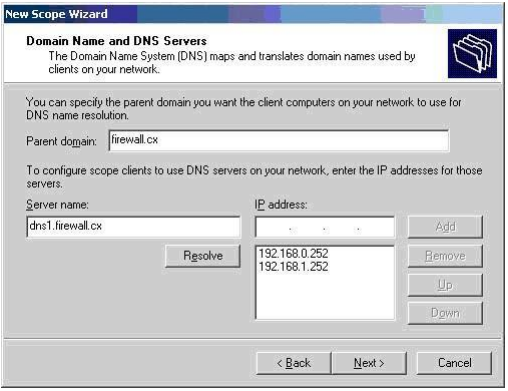 New Scope Wizard
Domain Name and DNS Servers
The Domain Name System (DNS) maps and translates domain names used by
clients on your network.
You can specify the parent domain you want the client computers on your network to use for
DNS name resolution.
Parent domain: firewall.cx
To configure scope clients to use DNS servers on your network, enter the IP addresses for those
servers.
Server name: IP address:
dns1.firewall.cx . . . Add
Resolve 192.168.0.252 Remove
192.168.1.252
Up
Down
< Back Next > Cancel